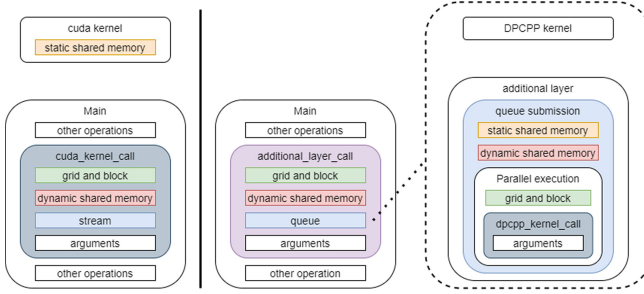 cuda kernel
static shared memory
Main
other operations
cuda_kernel_call
grid and block
dynamic shared memory
stream
arguments
other operations
Main
other operations
additional_layer_call
grid and block
dynamic shared memory
queue
arguments
other operation
DPCPP kernel
additional layer
queue submission
static shared memory
dynamic shared memory
Parallel execution
grid and block
dpcpp_kernel_call
arguments